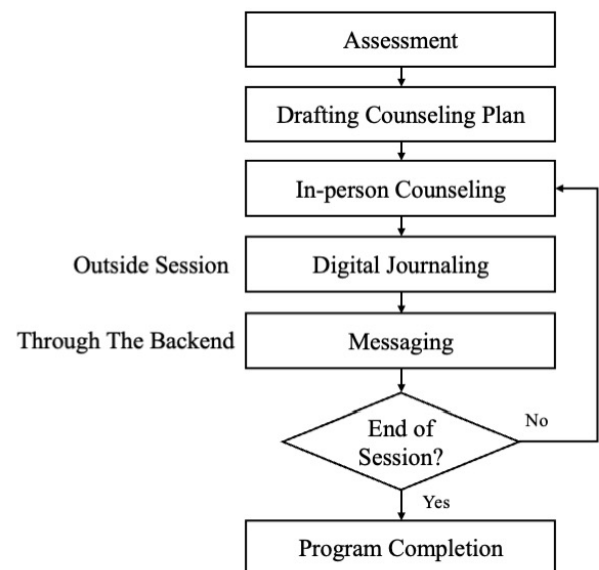 Assessment
Drafting Counseling Plan
In-person Counseling
Outside Session
Digital Journaling
Through The Backend
Messaging
End of
Session?
No
Yes
Program Completion